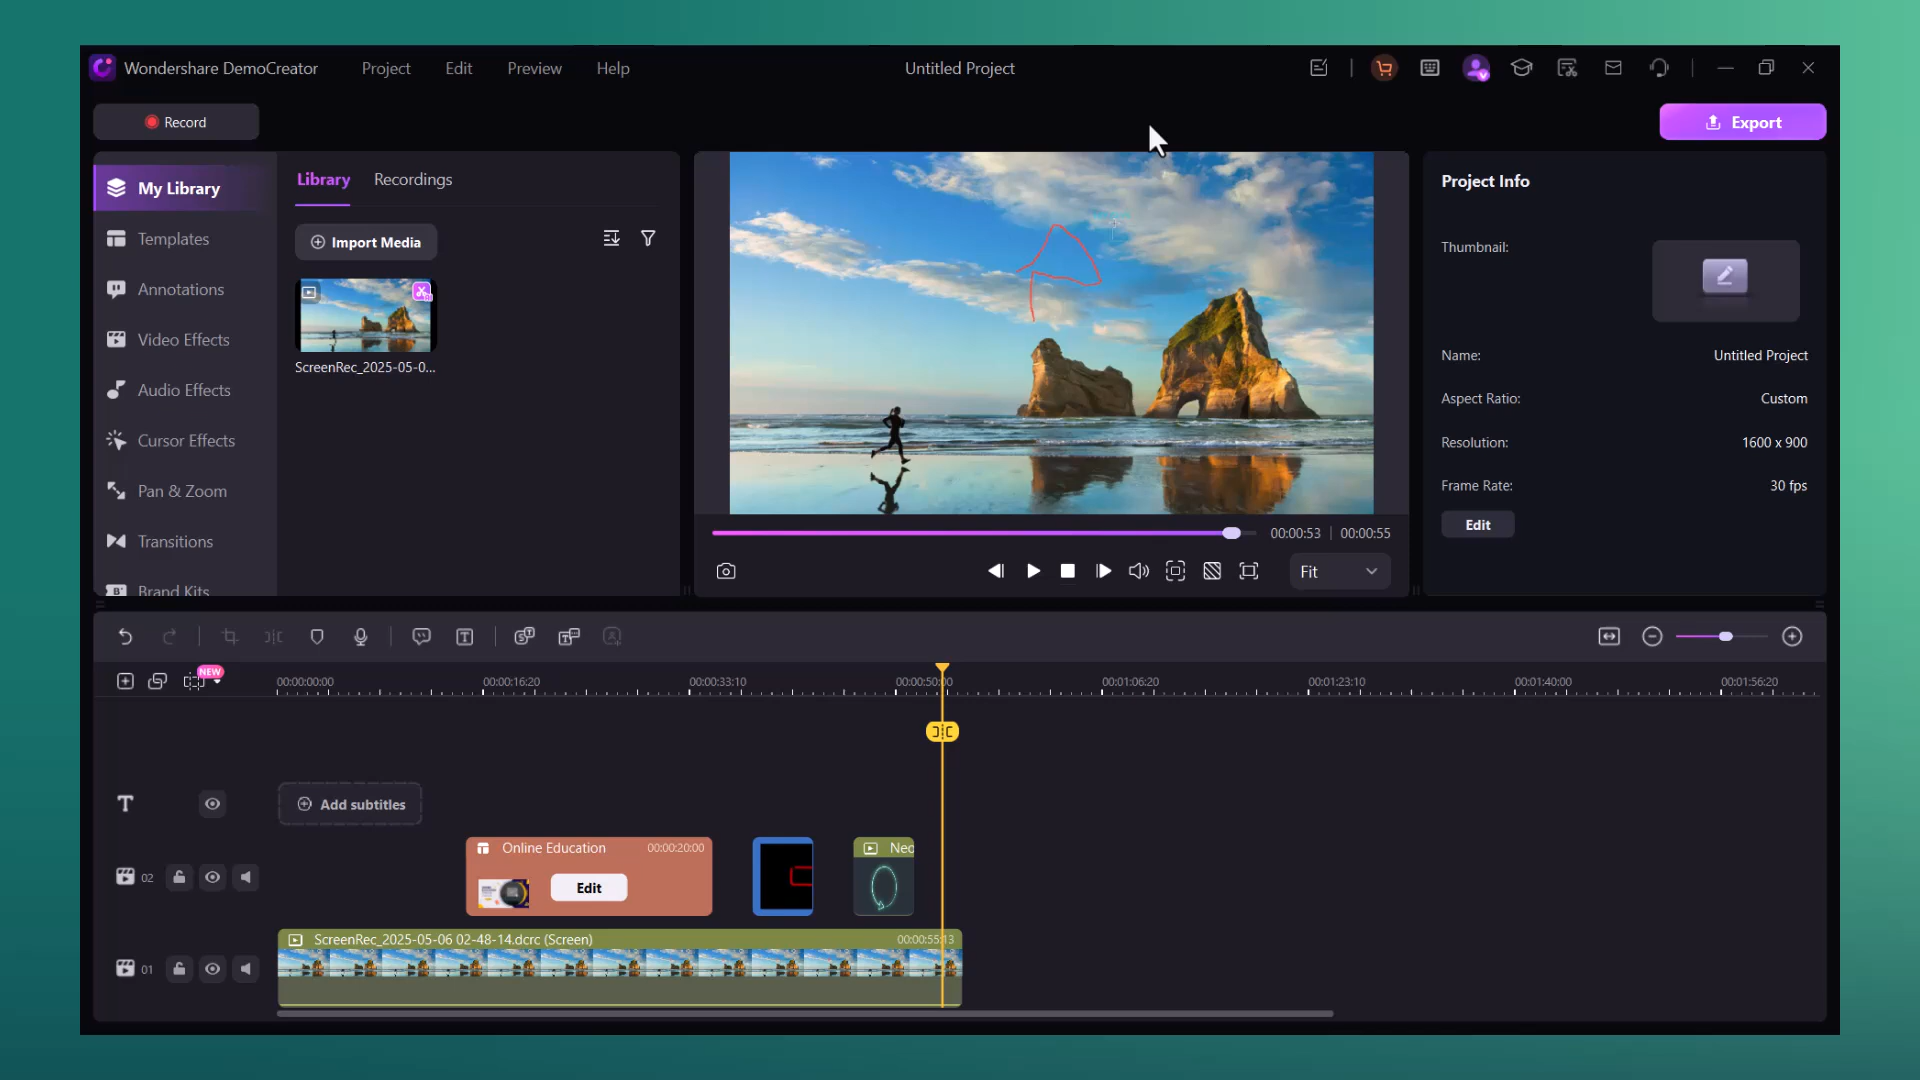 Wondershare DemoCreator
Project
Edit
Preview
Help
Untitled Project
Record
Export
My Library
Templates
Annotations
Video Effects
Audio Effects
Cursor Effects
Pan & Zoom
Transitions
Brand Kits
Library
Recordings
Import Media
ScreenRec_2025-05-0...
00:00:53 | 00:00:55
Fit
Project Info
Thumbnail:
Name: Untitled Project
Aspect Ratio: Custom
Resolution: 1600 x 900
Frame Rate: 30 fps
Edit
NEW
00:00:00:00
00:00:16:20
00:00:33:10
00:00:50:00
00:01:06:20
00:01:23:10
00:01:40:00
00:01:56:20
Add subtitles
02
Online Education 00:00:20:00
Edit
Neo
01
ScreenRec_2025-05-06 02-48-14.dcrc (Screen) 00:00:55:13